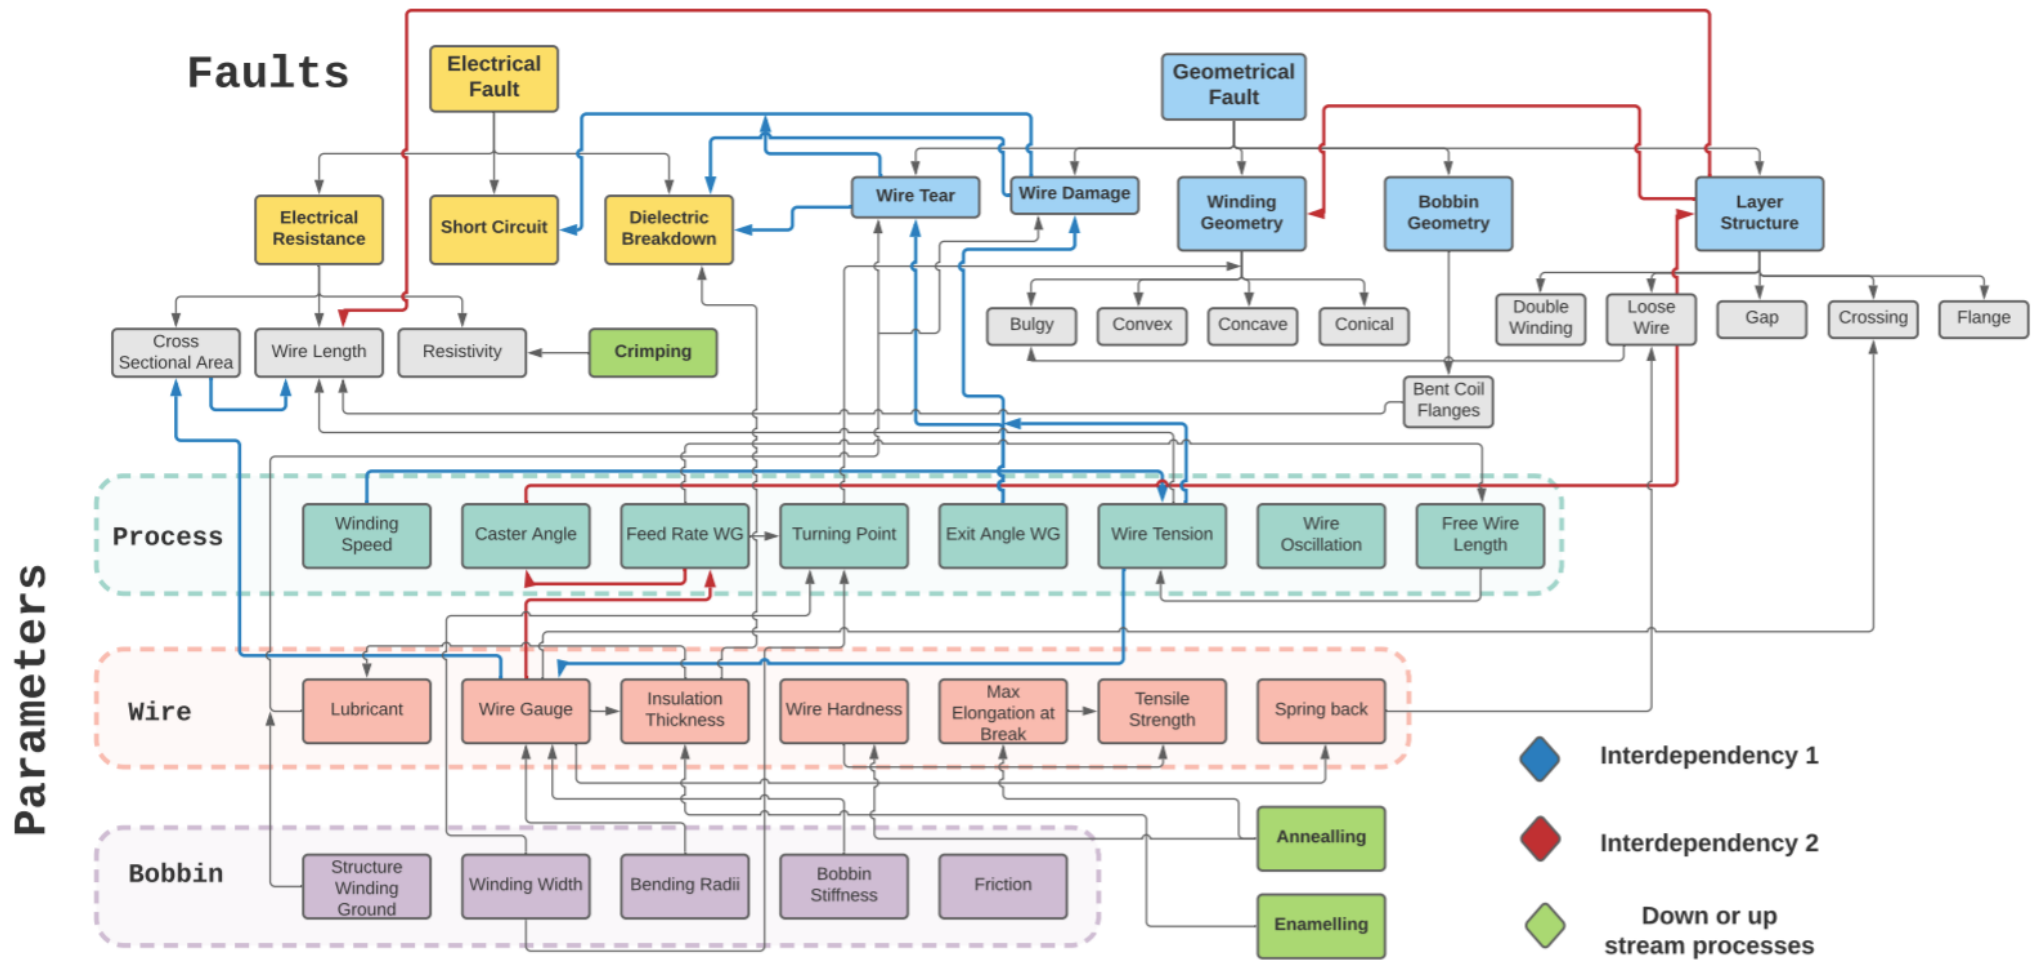 Faults
Electrical
Fault
Geometrical
Fault
Electrical
Resistance
Short Circuit
Dielectric
Breakdown
Wire Tear
Wire Damage
Winding
Geometry
Bobbin
Geometry
Layer
Structure
Cross
Sectional Area
Wire Length
Resistivity
Crimping
Bulgy
Convex
Concave
Conical
Double
Winding
Loose
Wire
Gap
Crossing
Flange
Bent Coil
Flanges
Parameters
Process
Winding
Speed
Caster Angle
Feed Rate WG
Turning Point
Exit Angle WG
Wire Tension
Wire
Oscillation
Free Wire
Length
Wire
Lubricant
Wire Gauge
Insulation
Thickness
Wire Hardness
Max
Elongation at
Break
Tensile
Strength
Spring back
Bobbin
Structure
Winding
Ground
Winding Width
Bending Radii
Bobbin
Stiffness
Friction
Annealling
Enamelling
Interdependency 1
Interdependency 2
Down or up
stream processes